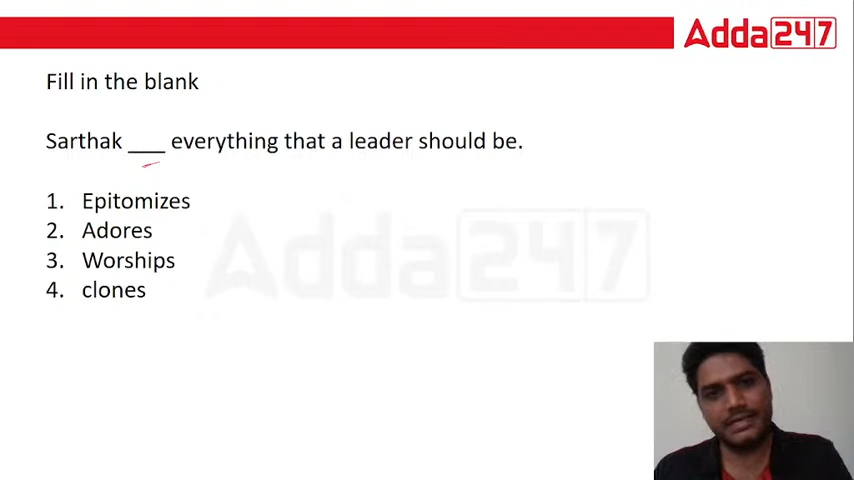 Adda247
Fill in the blank
Sarthak ___ everything that a leader should be.
1. Epitomizes
2. Adores
3. Worships
4. clones
Adda247